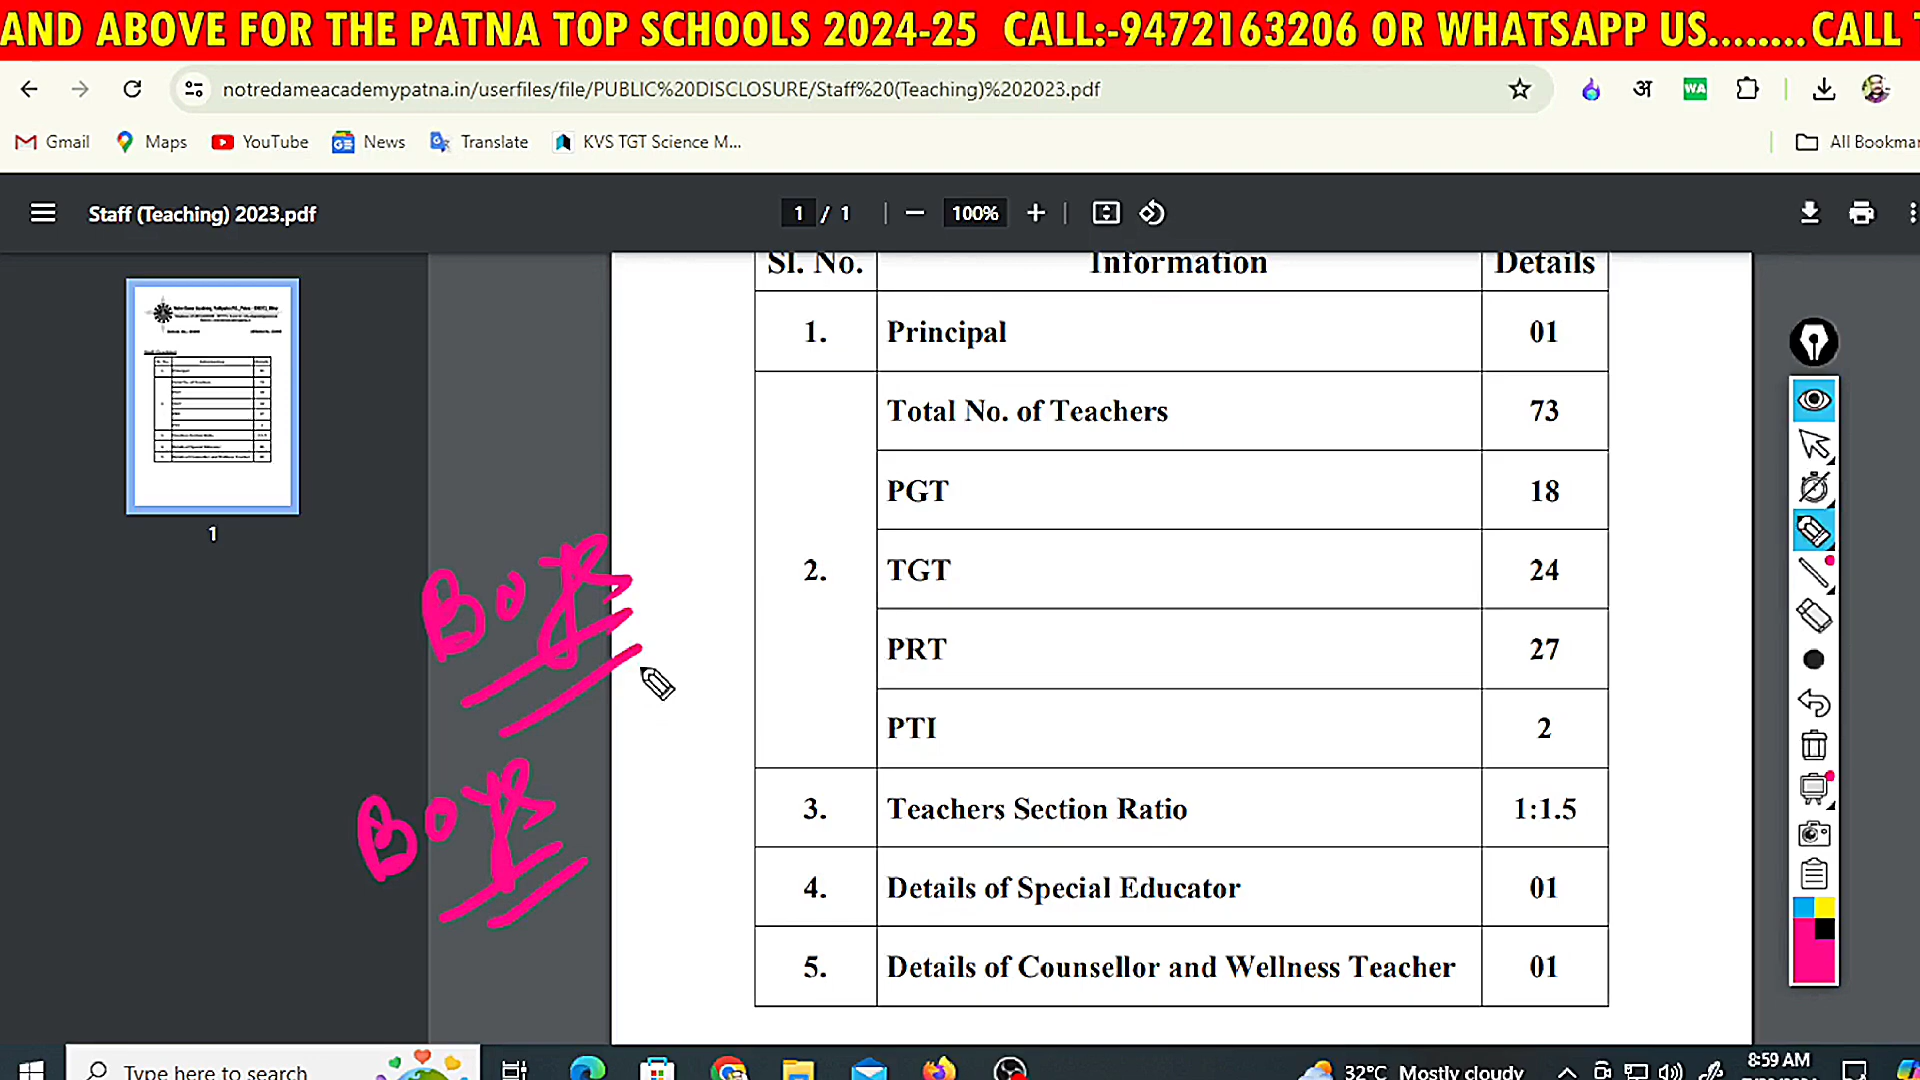 AND ABOVE FOR THE PATNA TOP SCHOOLS 2024-25 CALL:-9472163206 OR WHATSAPP US........CALL
notredameacademypatna.in/userfiles/file/PUBLIC%20DISCLOSURE/Staff%20(Teaching)%202023.pdf
अ WA
Gmail Maps YouTube News Translate KVS TGT Science M... All Bookmar
Staff (Teaching) 2023.pdf 1 / 1 100%
Sl. No. Information Details
1. Principal 01
2. Total No. of Teachers 73
PGT 18
TGT 24
PRT 27
PTI 2
3. Teachers Section Ratio 1:1.5
4. Details of Special Educator 01
5. Details of Counsellor and Wellness Teacher 01
1
Type here to search 32°C Mostly cloudy 8:59 AM